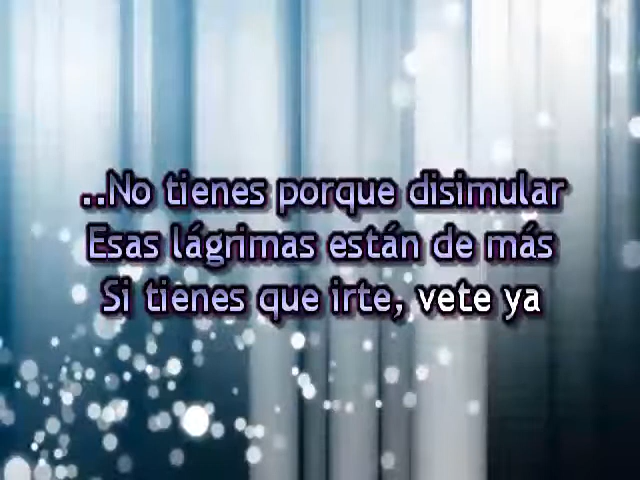 ..No tienes porque disimular
Esas lágrimas están de más
Si tienes que irte, vete ya